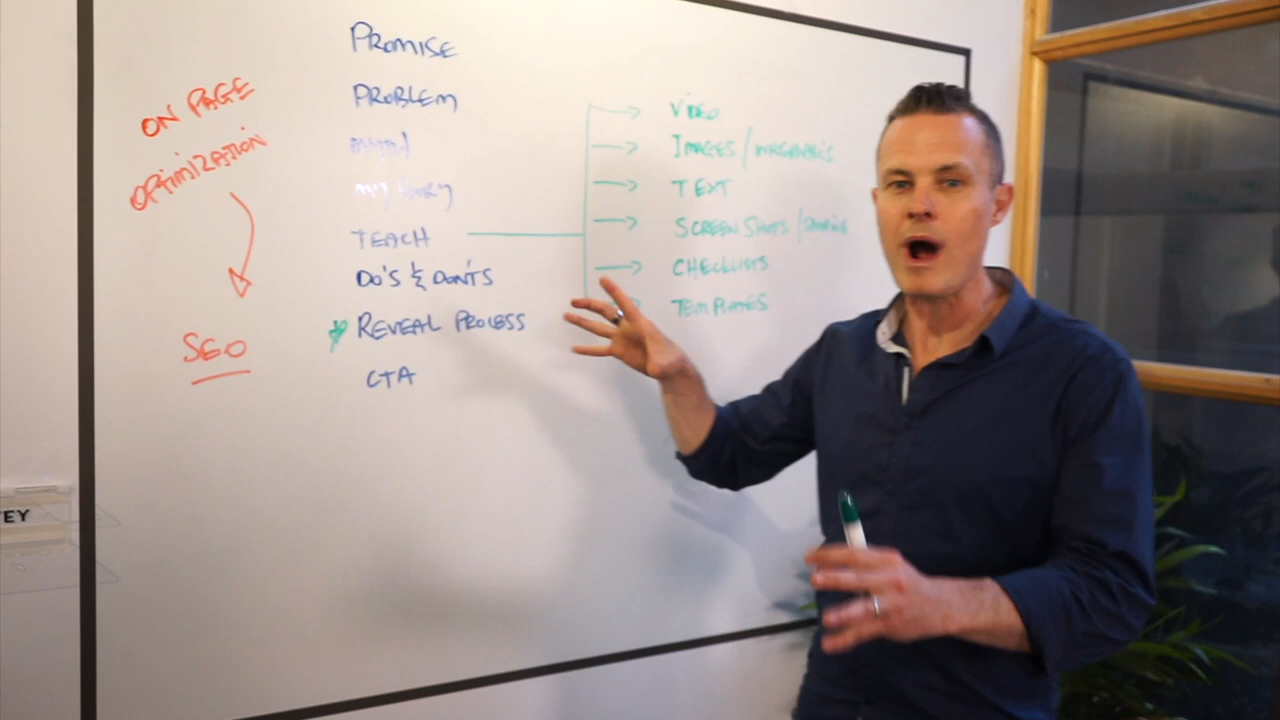 ON PAGE
OPTIMIZATION
SEO
PROMISE
PROBLEM
TEACH
DO'S & DON'TS
REVEAL PROCESS
CTA
VIDEO
IMAGES /
TEXT
SCREEN SHOTS /
CHECKLISTS
TEMPLATES
EY